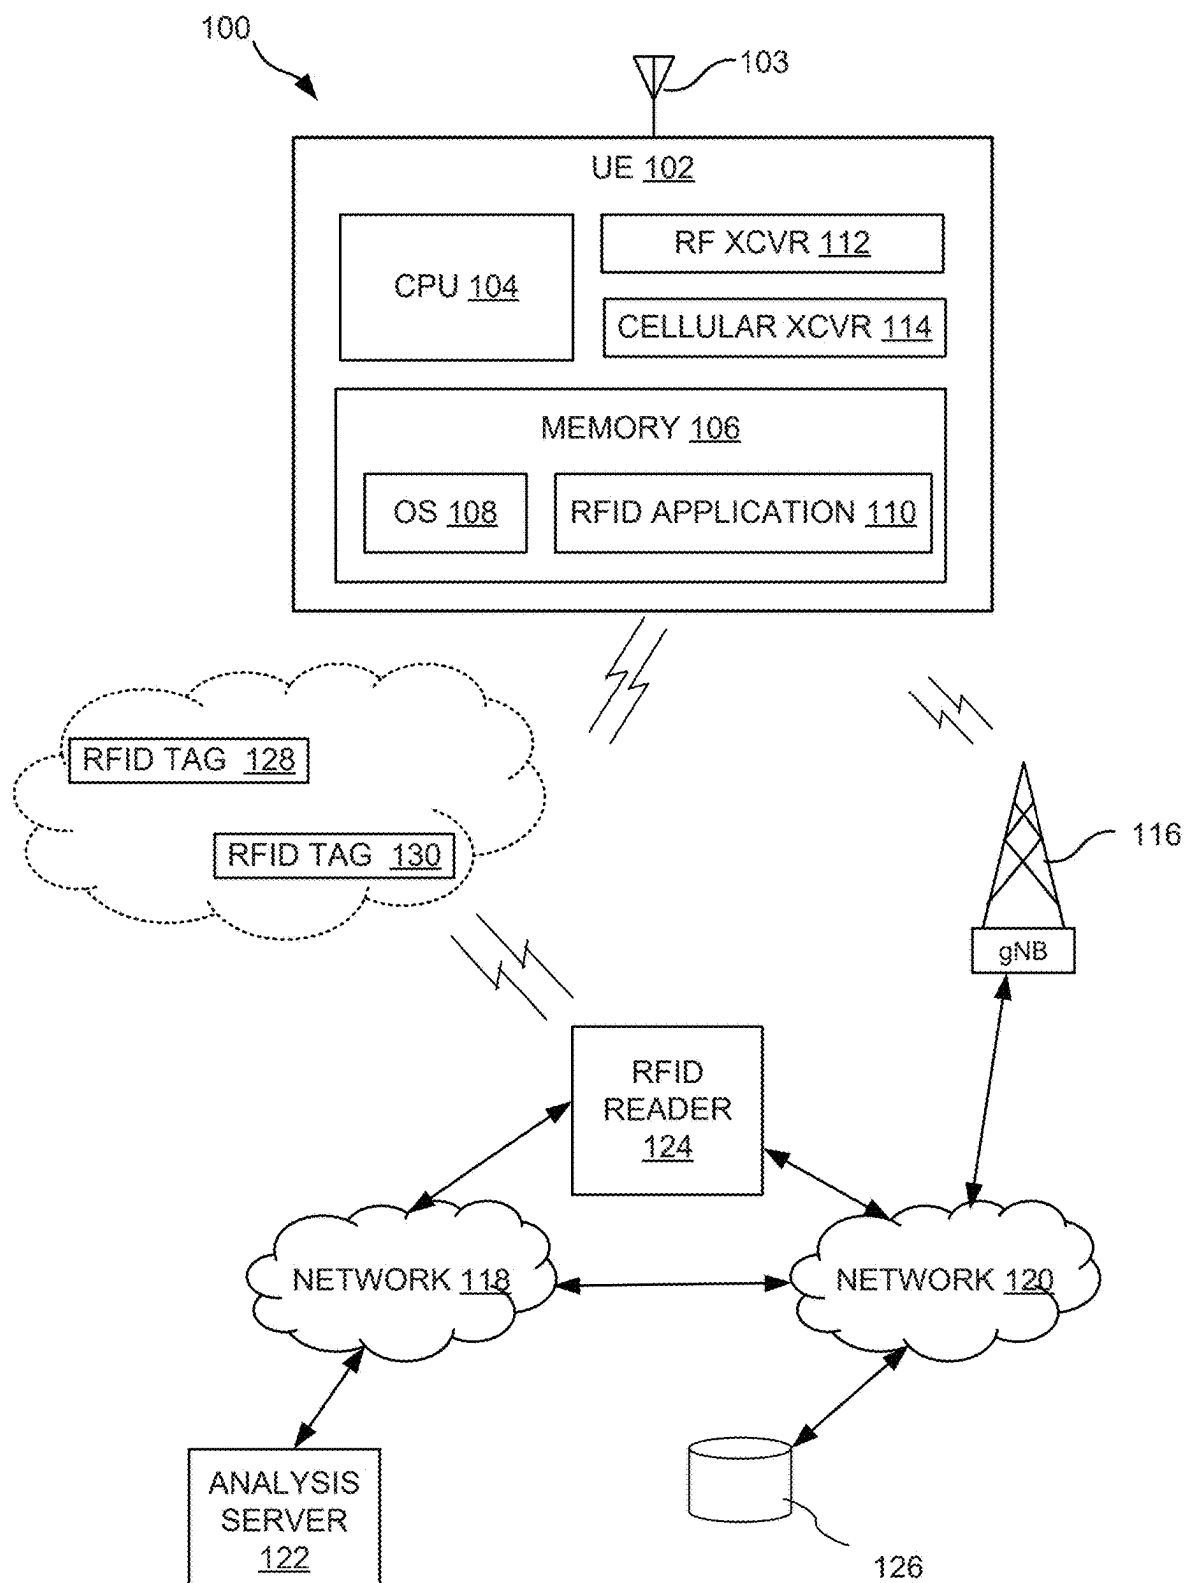 100
103
UE 102
CPU 104
RF XCVR 112
CELLULAR XCVR 114
MEMORY 106
OS 108
RFID APPLICATION 110
RFID TAG 128
RFID TAG 130
116
gNB
RFID
READER
124
NETWORK 118
NETWORK 120
ANALYSIS
SERVER
122
126